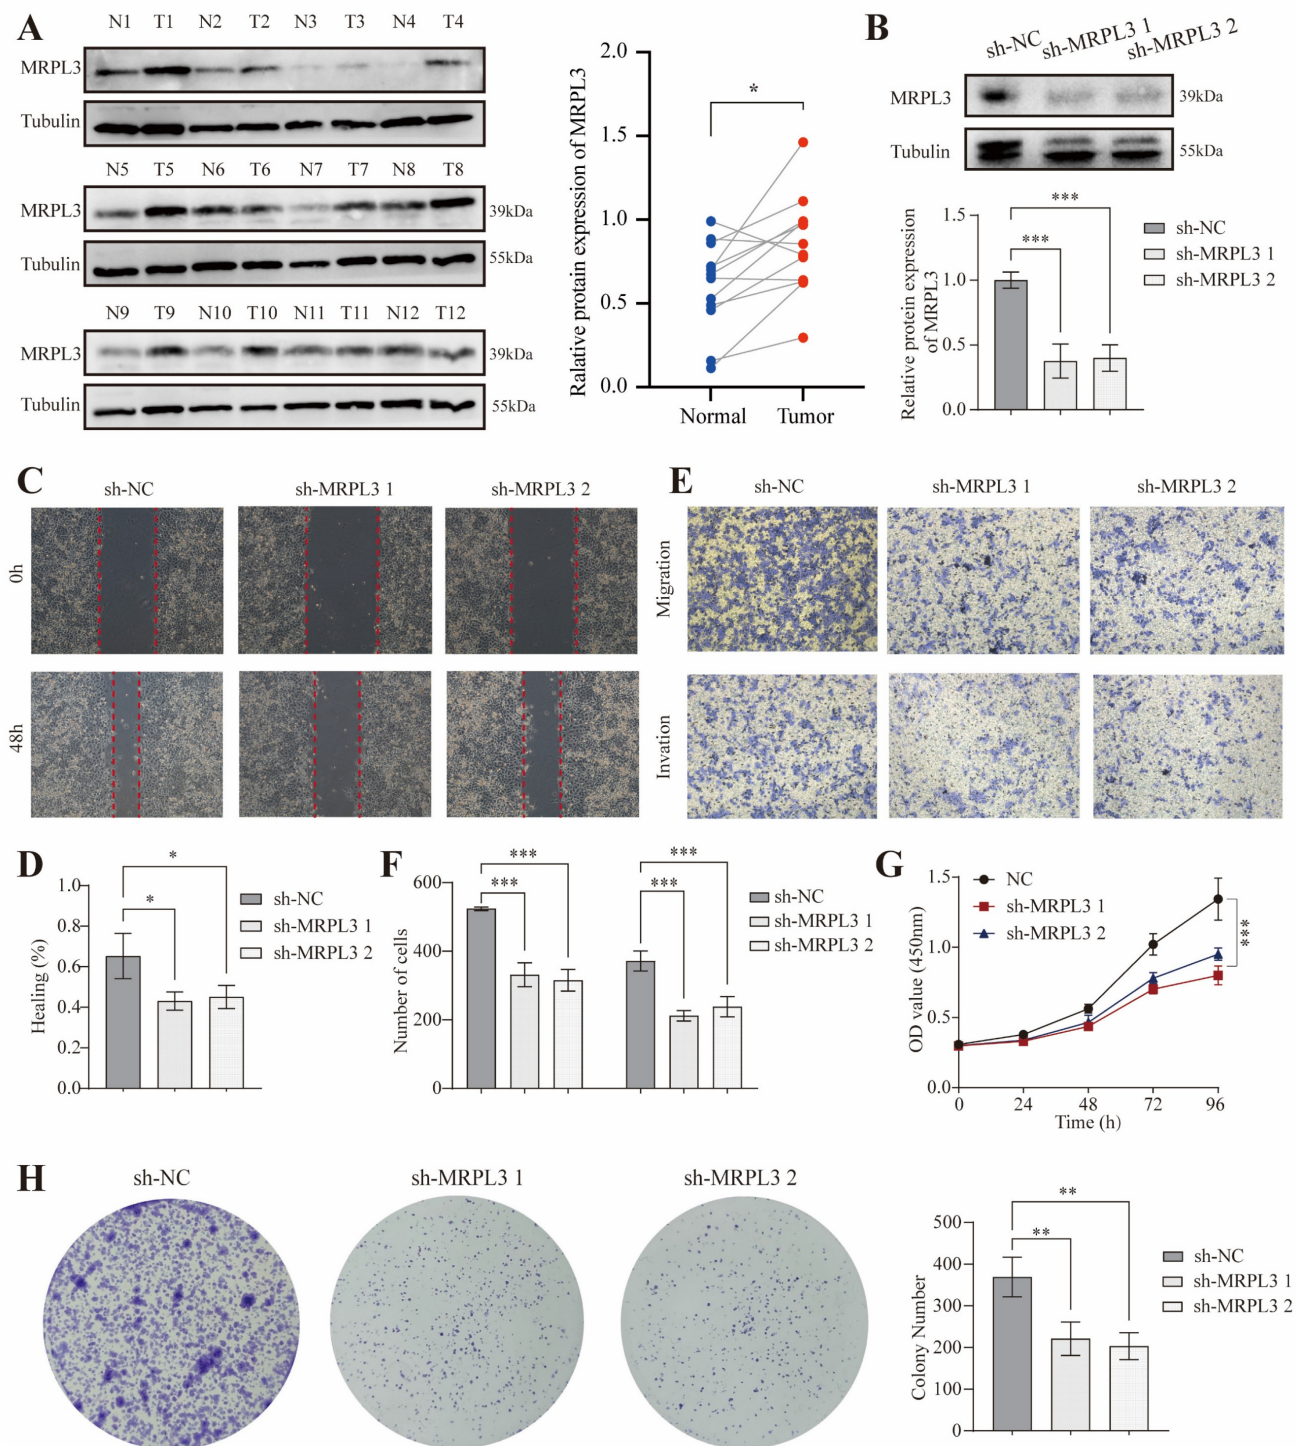 A
N1 T1 N2 T2 N3 T3 N4 T4
MRPL3
Tubulin
N5 T5 N6 T6 N7 T7 N8 T8
MRPL3 39kDa
Tubulin 55kDa
N9 T9 N10 T10 N11 T11 N12 T12
MRPL3 39kDa
Tubulin 55kDa
Ralative protein expression of MRPL3
2.0
1.5
1.0
0.5
0.0
*
Normal Tumor
B
sh-NC sh-MRPL3 1 sh-MRPL3 2
MRPL3 39kDa
Tubulin 55kDa
Relative protein expression
of MRPL3
1.5
1.0
0.5
0.0
***
***
sh-NC
sh-MRPL3 1
sh-MRPL3 2
C
sh-NC sh-MRPL3 1 sh-MRPL3 2
0h
48h
E
sh-NC sh-MRPL3 1 sh-MRPL3 2
Migration
Invation
D
Healing (%)
1.0
0.8
0.6
0.4
0.2
0.0
*
*
sh-NC
sh-MRPL3 1
sh-MRPL3 2
F
Number of cells
600
400
200
0
***
***
***
***
sh-NC
sh-MRPL3 1
sh-MRPL3 2
G
OD value (450nm)
1.5
1.0
0.5
0.0
NC
sh-MRPL3 1
sh-MRPL3 2
***
0 24 48 72 96
Time (h)
H
sh-NC sh-MRPL3 1 sh-MRPL3 2
Colony Number
500
400
300
200
100
0
**
**
sh-NC
sh-MRPL3 1
sh-MRPL3 2